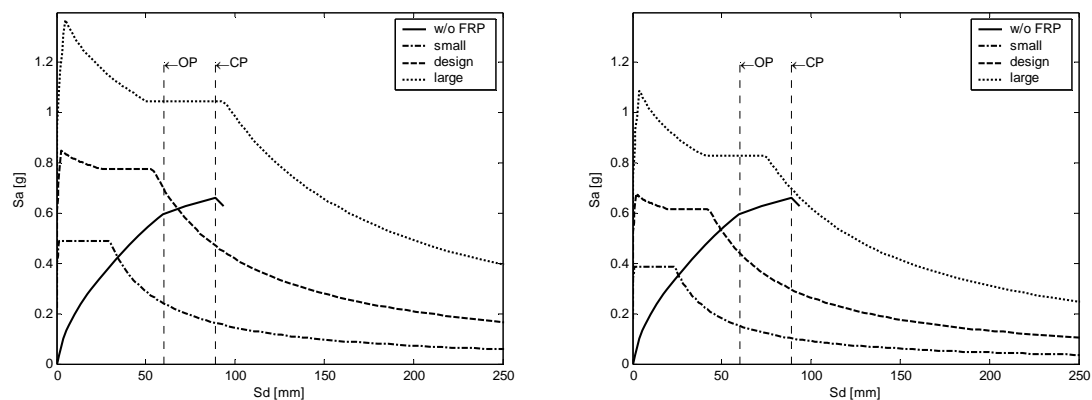 w/o FRP
small
design
large
←OP
←CP
1.2
1
0.8
0.6
0.4
0.2
0
Sa [g]
0 50 100 150 200 250
Sd [mm]
w/o FRP
small
design
large
←OP
←CP
1.2
1
0.8
0.6
0.4
0.2
0
Sa [g]
0 50 100 150 200 250
Sd [mm]